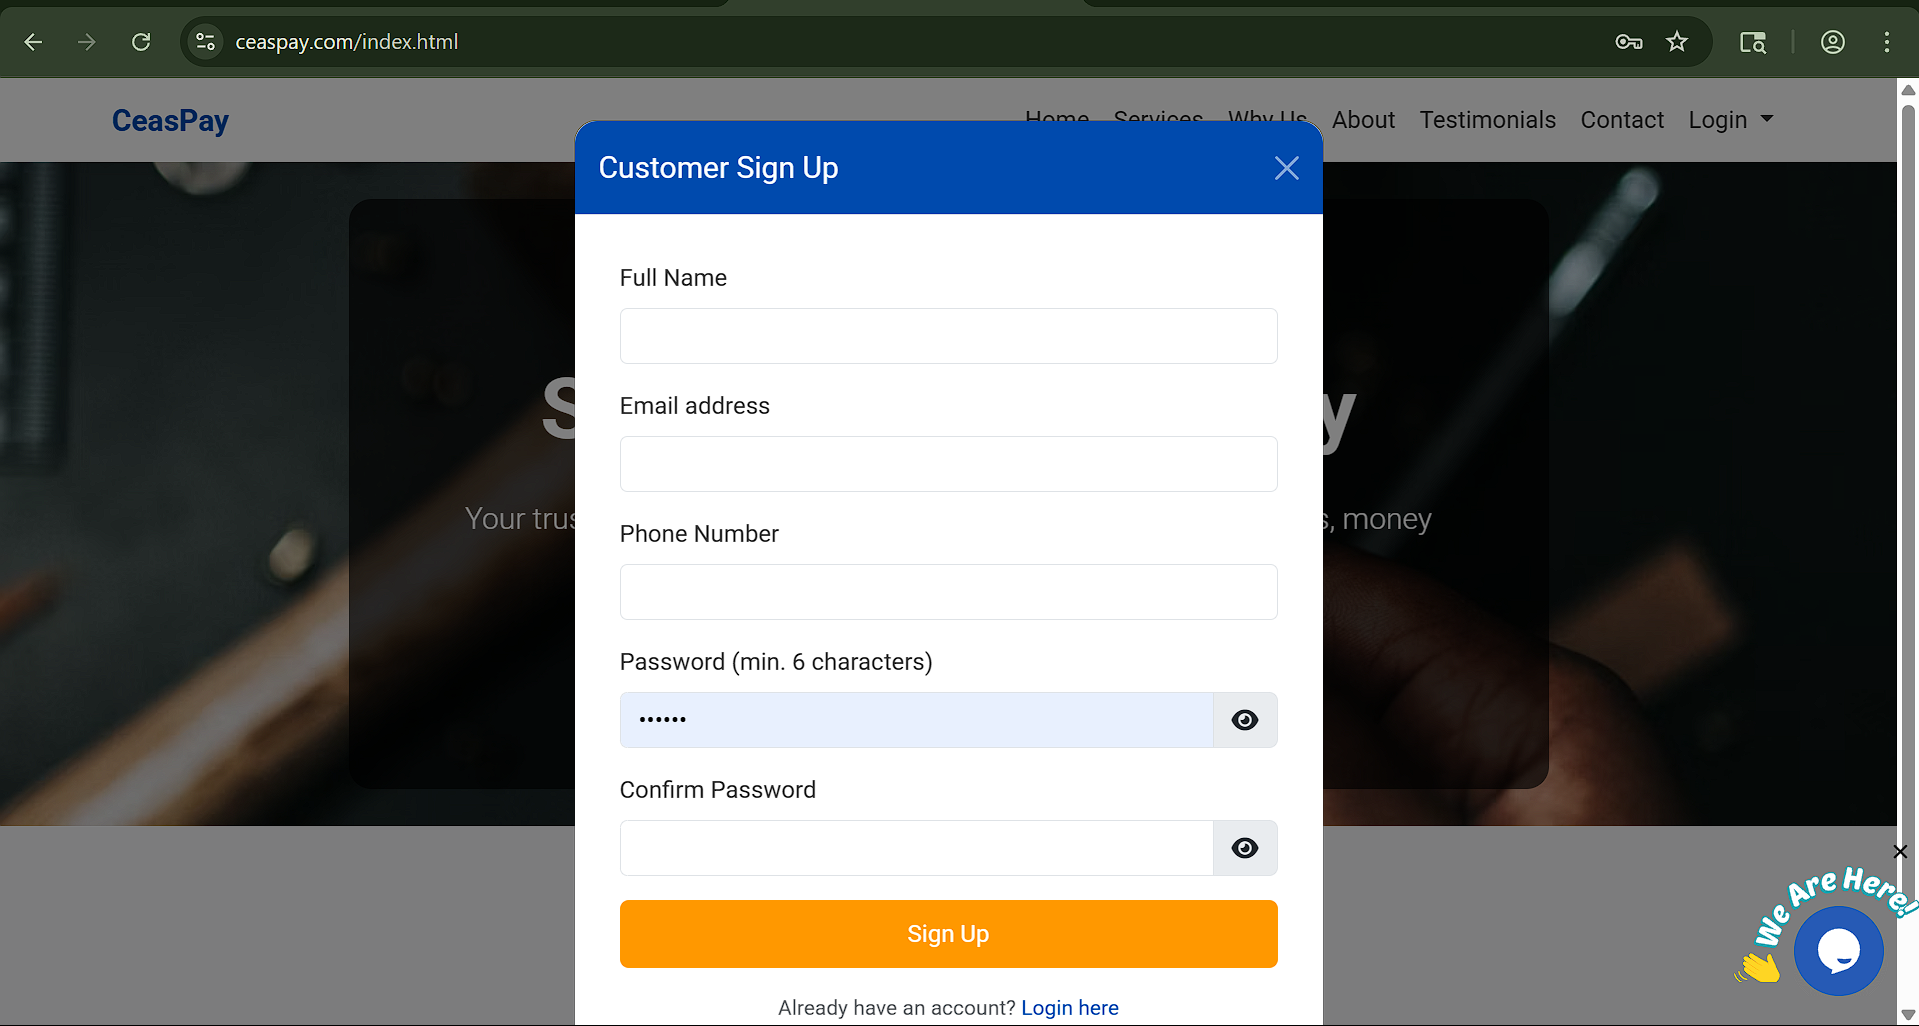 ceaspay.com/index.html
CeasPay
Home Services Why Us About Testimonials Contact Login
Customer Sign Up
Full Name
Email address
Phone Number
Password (min. 6 characters)
••••••
Confirm Password
Sign Up
Already have an account? Login here
S
y
Your
, money
We Are Here!